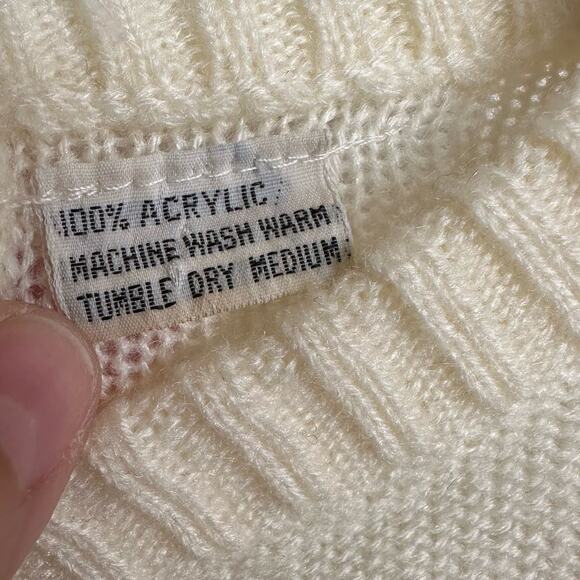 100% ACRYLIC
MACHINE WASH WARM
TUMBLE DRY MEDIUM